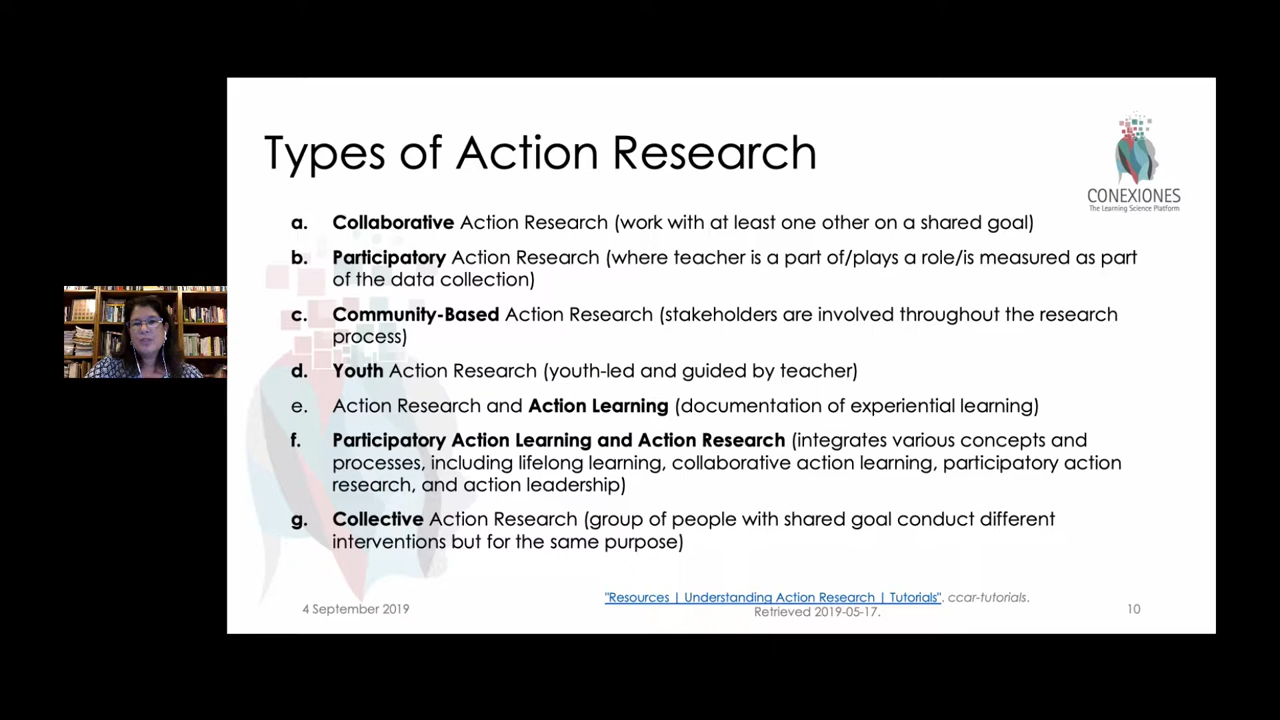 Types of Action Research
CONEXIONES
The Learning Science Platform
a. Collaborative Action Research (work with at least one other on a shared goal)
b. Participatory Action Research (where teacher is a part of/plays a role/is measured as part
of the data collection)
c. Community-Based Action Research (stakeholders are involved throughout the research
process)
d. Youth Action Research (youth-led and guided by teacher)
e. Action Research and Action Learning (documentation of experiential learning)
f. Participatory Action Learning and Action Research (integrates various concepts and
processes, including lifelong learning, collaborative action learning, participatory action
research, and action leadership)
g. Collective Action Research (group of people with shared goal conduct different
interventions but for the same purpose)
4 September 2019
"Resources | Understanding Action Research | Tutorials". ccar-tutorials.
Retrieved 2019-05-17.
10